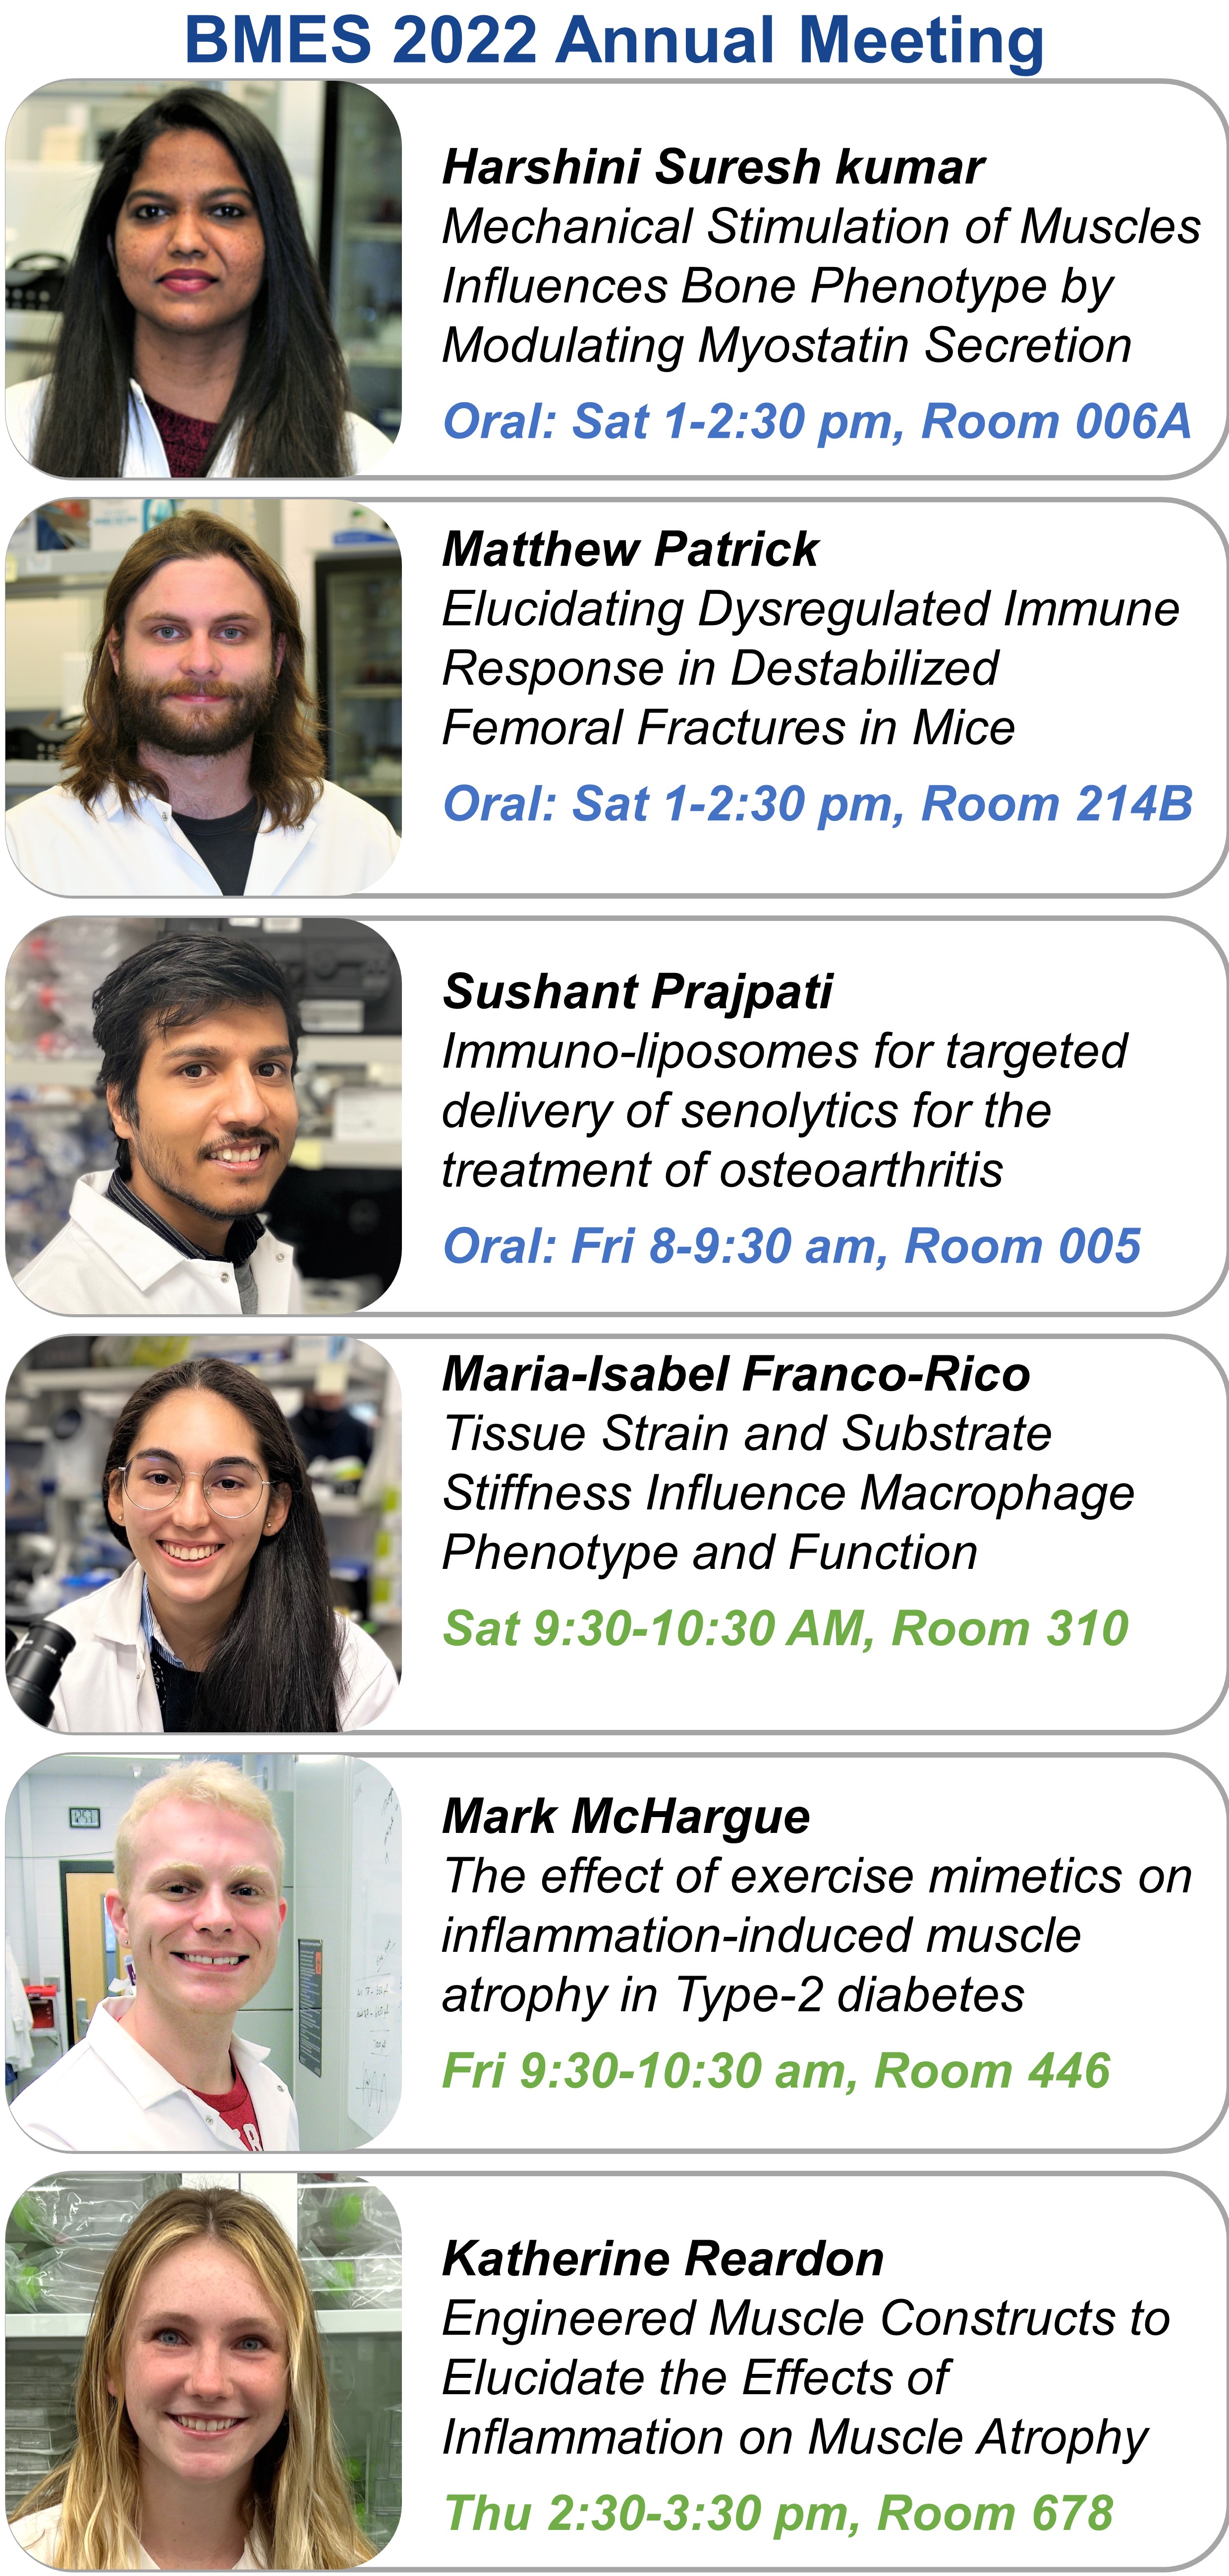 BMES 2022 Annual Meeting
Harshini Suresh kumar
Mechanical Stimulation of Muscles
Influences Bone Phenotype by
Modulating Myostatin Secretion
Oral: Sat 1-2:30 pm, Room 006A
Matthew Patrick
Elucidating Dysregulated Immune
Response in Destabilized
Femoral Fractures in Mice
Oral: Sat 1-2:30 pm, Room 214B
Sushant Prajpati
Immuno-liposomes for targeted
delivery of senolytics for the
treatment of osteoarthritis
Oral: Fri 8-9:30 am, Room 005
Maria-Isabel Franco-Rico
Tissue Strain and Substrate
Stiffness Influence Macrophage
Phenotype and Function
Sat 9:30-10:30 AM, Room 310
Mark McHargue
The effect of exercise mimetics on
inflammation-induced muscle
atrophy in Type-2 diabetes
Fri 9:30-10:30 am, Room 446
Katherine Reardon
Engineered Muscle Constructs to
Elucidate the Effects of
Inflammation on Muscle Atrophy
Thu 2:30-3:30 pm, Room 678